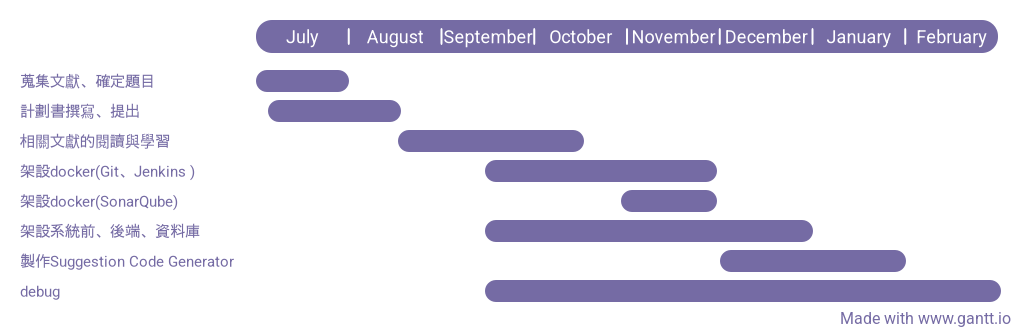 July | August | September | October | November | December | January | February
蒐集文獻、確定題目
計劃書撰寫、提出
相關文獻的閱讀與學習
架設docker(Git、Jenkins )
架設docker(SonarQube)
架設系統前、後端、資料庫
製作Suggestion Code Generator
debug
Made with www.gantt.io